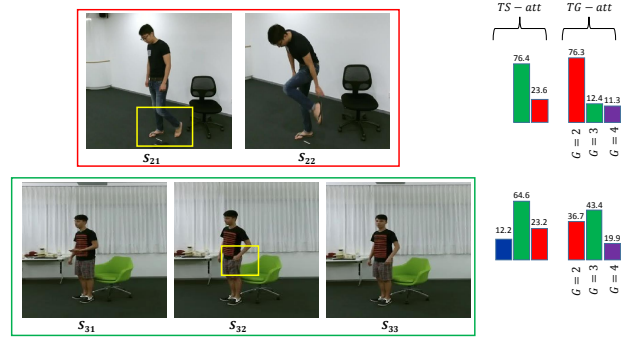 TS − att
TG − att
76.4
23.6
76.3
12.4
11.3
G = 2
G = 3
G = 4
S₂₁
S₂₂
12.2
64.6
23.2
36.7
43.4
19.9
G = 2
G = 3
G = 4
S₃₁
S₃₂
S₃₃